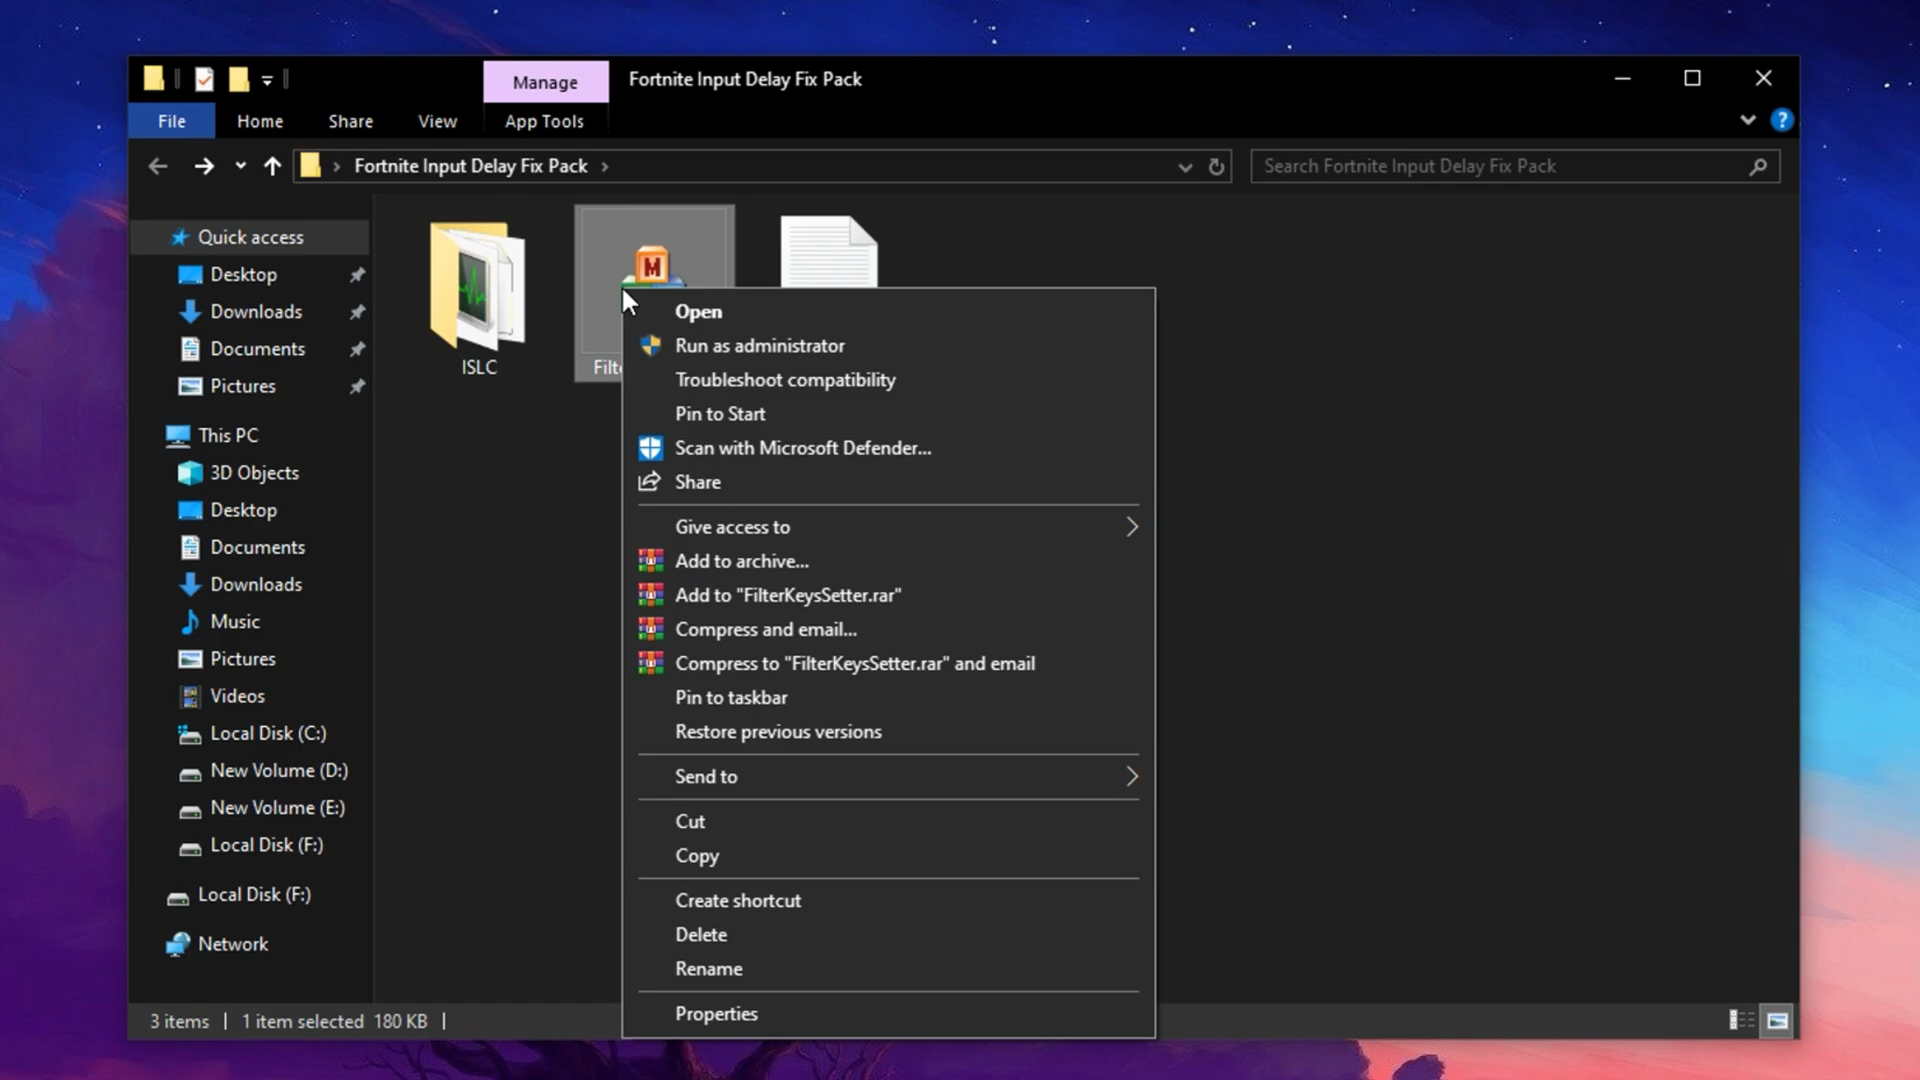 Manage
Fortnite Input Delay Fix Pack
File
Home
Share
View
App Tools
?
Fortnite Input Delay Fix Pack
Search Fortnite Input Delay Fix Pack
Quick access
Desktop
Downloads
Documents
Pictures
This PC
3D Objects
Desktop
Documents
Downloads
Music
Pictures
Videos
Local Disk (C:)
New Volume (D:)
New Volume (E:)
Local Disk (F:)
Local Disk (F:)
Network
ISLC
M
Open
Run as administrator
Troubleshoot compatibility
Pin to Start
Scan with Microsoft Defender...
Share
Give access to
Add to archive...
Add to "FilterKeysSetter.rar"
Compress and email...
Compress to "FilterKeysSetter.rar" and email
Pin to taskbar
Restore previous versions
Send to
Cut
Copy
Create shortcut
Delete
Rename
Properties
3 items
1 item selected 180 KB